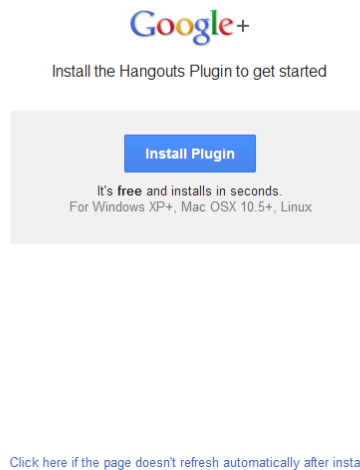 Google+
Install the Hangouts Plugin to get started
Install Plugin
It's free and installs in seconds.
For Windows XP+, Mac OSX 10.5+, Linux
Click here if the page doesn't refresh automatically after insta